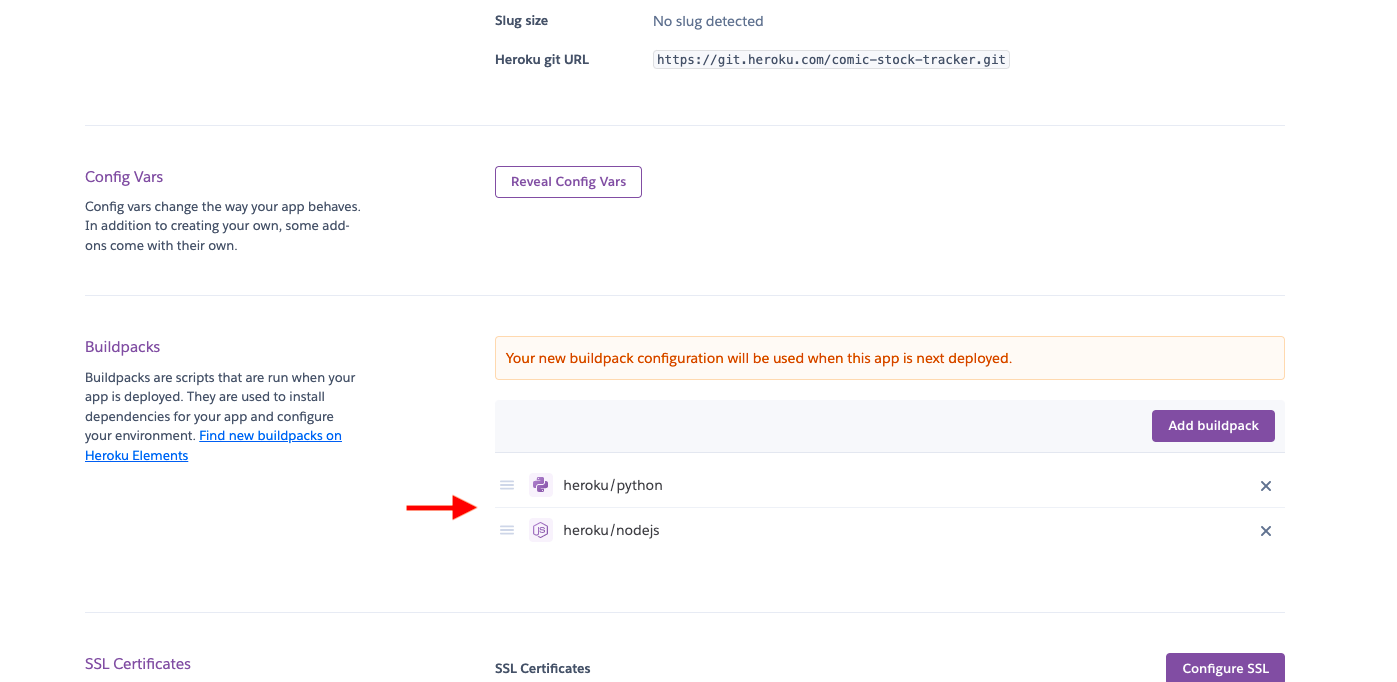 Slug size No slug detected
Heroku git URL https://git.heroku.com/comic-stock-tracker.git
Config Vars
Config vars change the way your app behaves.
In addition to creating your own, some add-
ons come with their own.
Reveal Config Vars
Buildpacks
Buildpacks are scripts that are run when your
app is deployed. They are used to install
dependencies for your app and configure
your environment. Find new buildpacks on
Heroku Elements
Your new buildpack configuration will be used when this app is next deployed.
Add buildpack
heroku/python
JS heroku/nodejs
SSL Certificates
SSL Certificates
Configure SSL